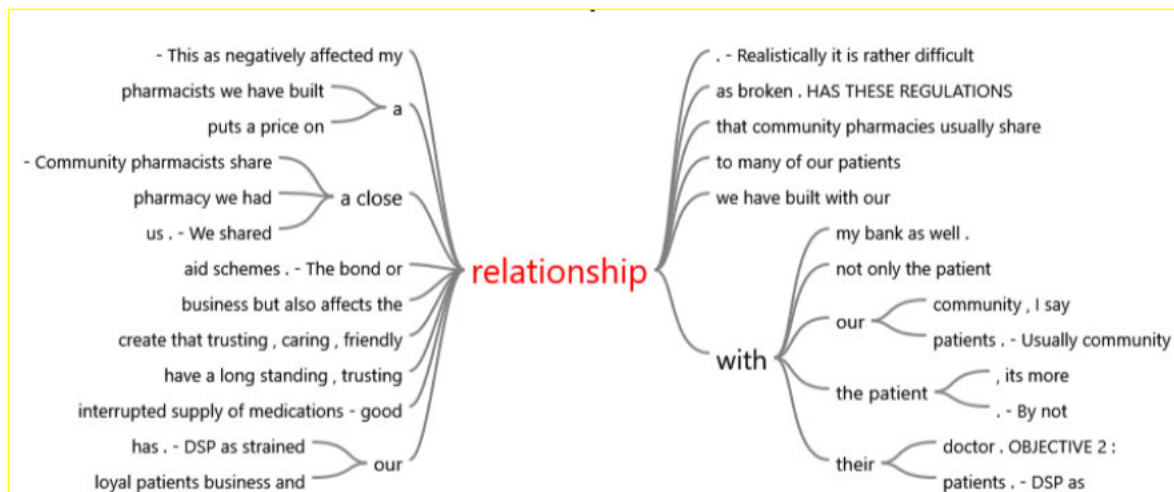 - This as negatively affected my
pharmacists we have built
puts a price on
a
- Community pharmacists share
pharmacy we had
us . - We shared
a close
aid schemes . - The bond or
business but also affects the
create that trusting , caring , friendly
have a long standing , trusting
interrupted supply of medications - good
has . - DSP as strained
loyal patients business and
our
relationship
. - Realistically it is rather difficult
as broken . HAS THESE REGULATIONS
that community pharmacies usually share
to many of our patients
we have built with our
with
my bank as well .
not only the patient
our
community , I say
patients . - Usually community
the patient
, its more
. - By not
their
doctor . OBJECTIVE 2 :
patients . - DSP as